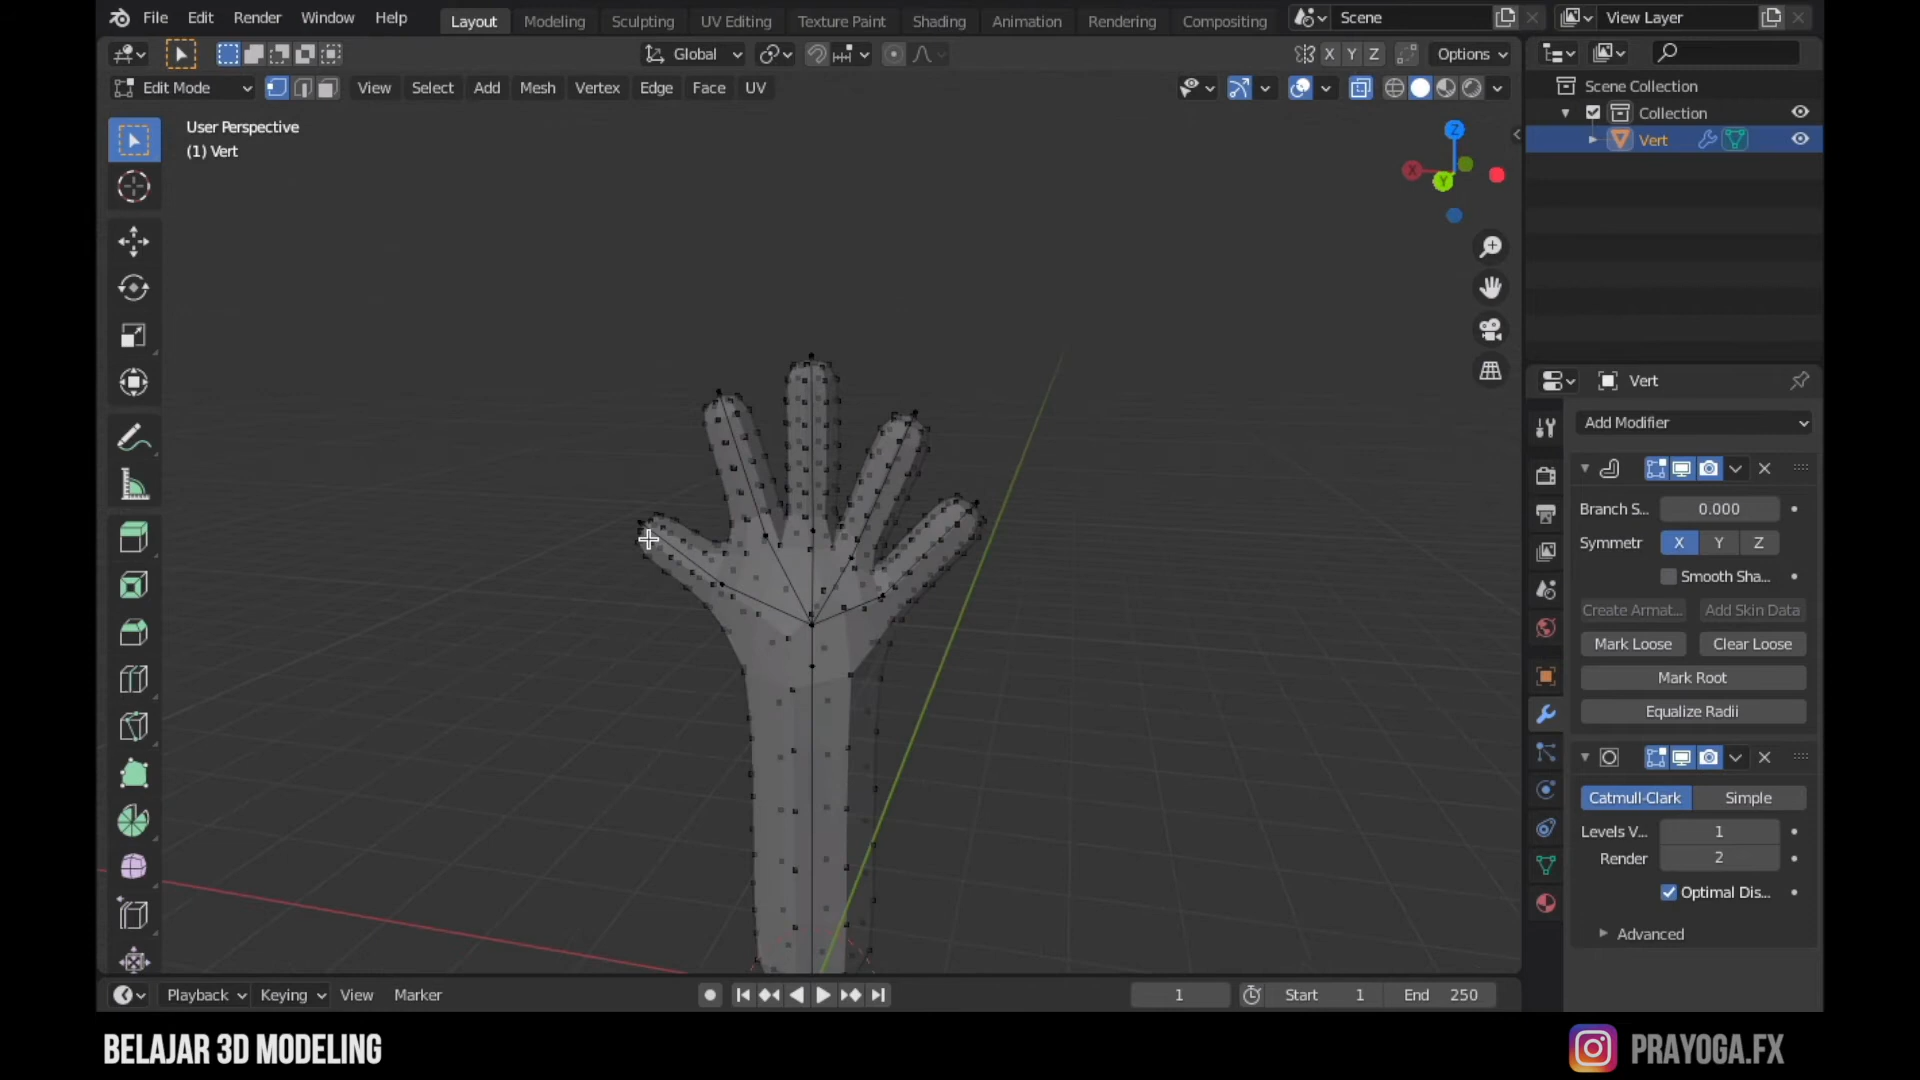 File Edit Render Window Help Layout Modeling Sculpting UV Editing Texture Paint Shading Animation Rendering Compositing Scene View Layer
Global X Y Z Options
Edit Mode View Select Add Mesh Vertex Edge Face UV
User Perspective
(1) Vert
Z
X
Y
Scene Collection
Collection
Vert
Vert
Add Modifier
Branch S... 0.000
Symmetr X Y Z
Smooth Sha...
Create Armat... Add Skin Data
Mark Loose Clear Loose
Mark Root
Equalize Radii
Catmull-Clark Simple
Levels V... 1
Render 2
Optimal Dis...
Advanced
Playback Keying View Marker 1 Start 1 End 250
BELAJAR 3D MODELING
PRAYOGA.FX